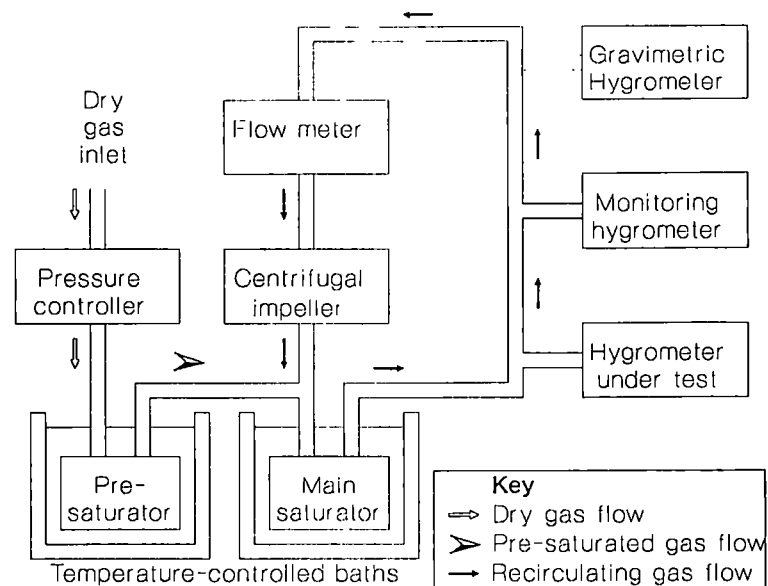 Gravimetric
Hygrometer
Dry
gas
inlet
Flow meter
Monitoring
hygrometer
Pressure
controller
Centrifugal
impeller
Hygrometer
under test
Pre-
saturator
Main
saturator
Temperature-controlled baths
Key
Dry gas flow
Pre-saturated gas flow
Recirculating gas flow